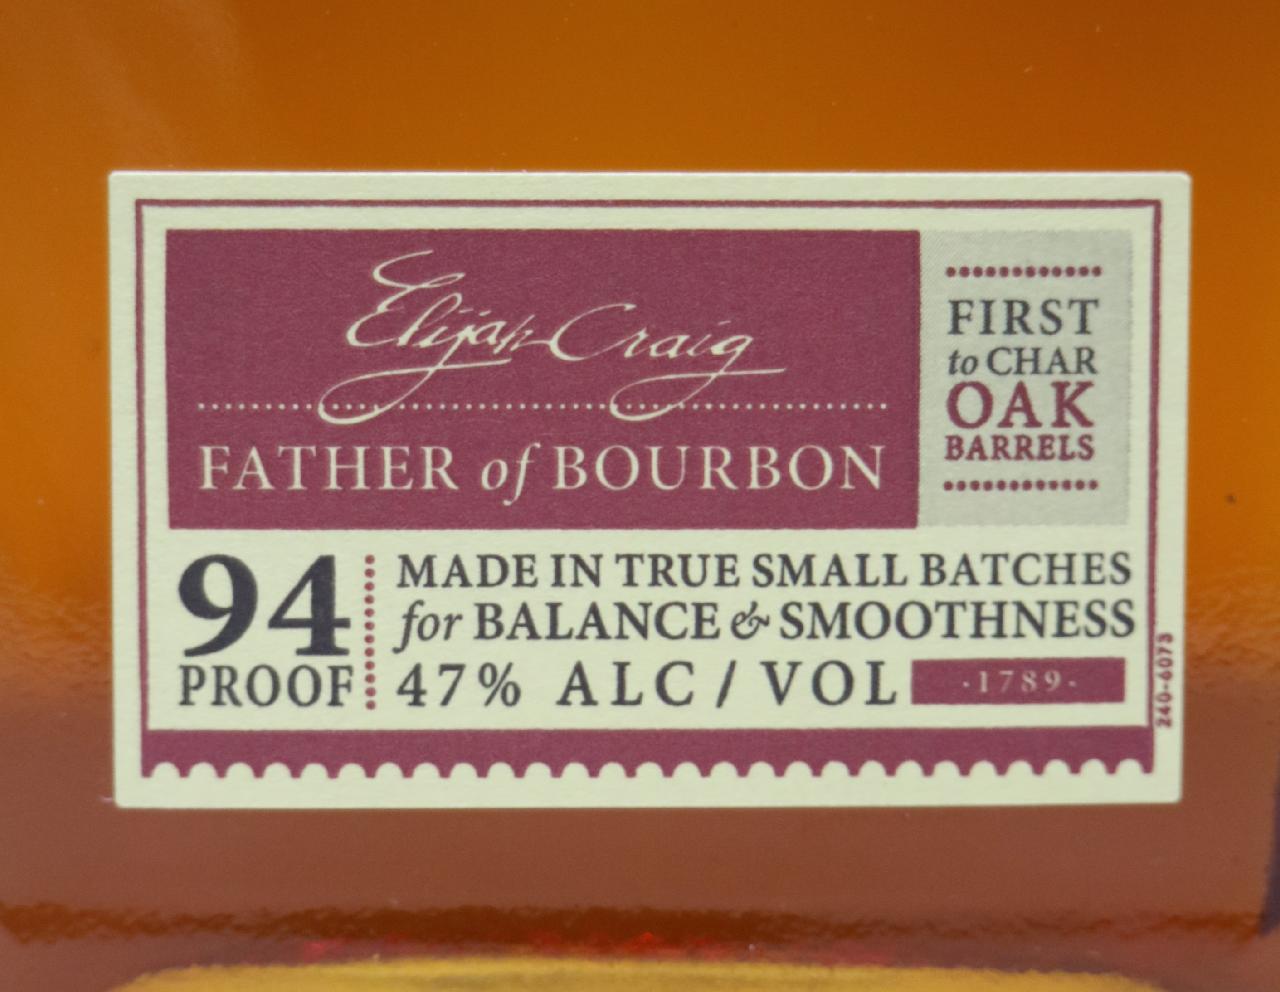 Elijah Craig
FATHER of BOURBON
FIRST
to CHAR
OAK
BARRELS
94
PROOF
MADE IN TRUE SMALL BATCHES
for BALANCE & SMOOTHNESS
47% ALC / VOL
·1789·
240-6073